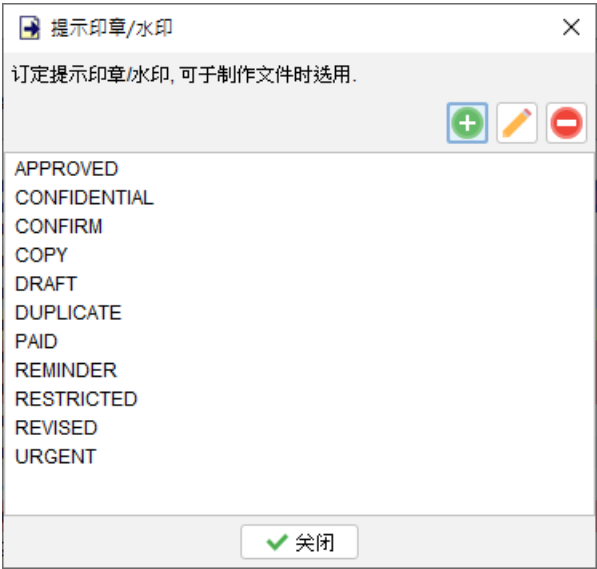 提示印章/水印
订定提示印章/水印, 可于制作文件时选用.
APPROVED
CONFIDENTIAL
CONFIRM
COPY
DRAFT
DUPLICATE
PAID
REMINDER
RESTRICTED
REVISED
URGENT
关闭